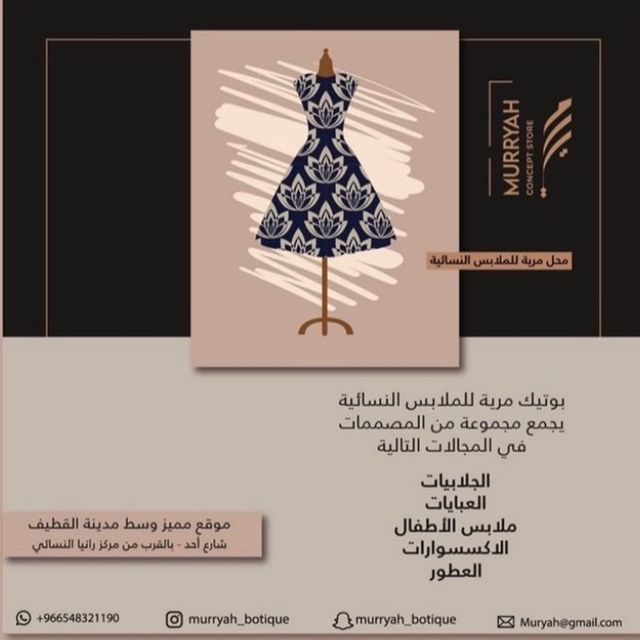 MURRYAH
CONCEPT STORE
محل مرية للملابس النسائية
بوتيك مرية للملابس النسائية
يجمع مجموعة من المصممات
في المجالات التالية
الجلابيات
العبايات
ملابس الأطفال
الاكسسوارات
العطور
موقع مميز وسط مدينة القطيف
شارع أحد - بالقرب من مركز رانيا النسائي
+966548321190
murryah_botique
murryah_botique
Muryah@gmail.com